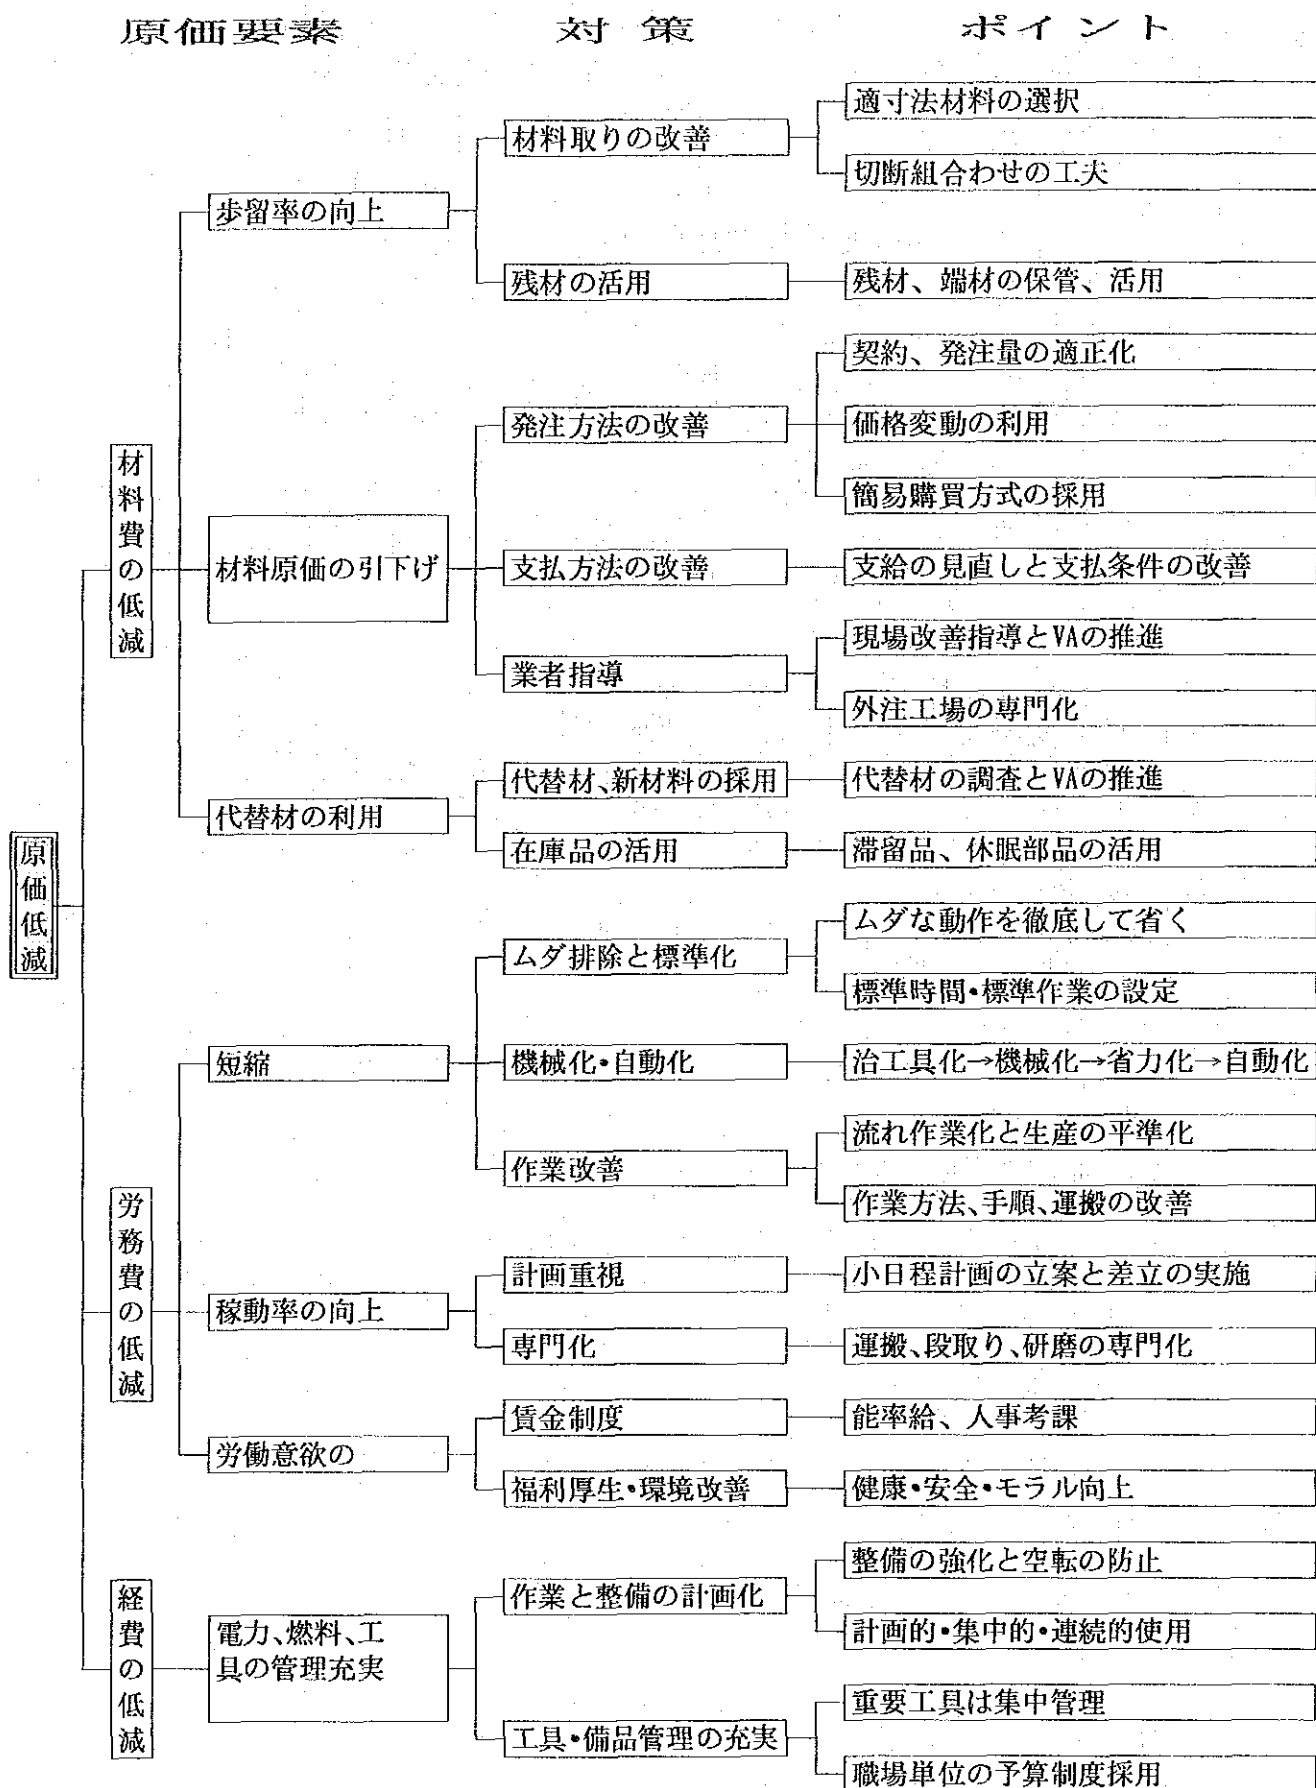 原価要素 対策 ポイント
原価低減
材料費の低減
歩留率の向上
材料取りの改善
適寸法材料の選択
切断組合わせの工夫
残材の活用
残材、端材の保管、活用
材料原価の引下げ
発注方法の改善
契約、発注量の適正化
価格変動の利用
簡易購買方式の採用
支払方法の改善
支給の見直しと支払条件の改善
業者指導
現場改善指導とVAの推進
外注工場の専門化
代替材の利用
代替材、新材料の採用
代替材の調査とVAの推進
在庫品の活用
滞留品、休眠部品の活用
労務費の低減
短縮
ムダ排除と標準化
ムダな動作を徹底して省く
標準時間・標準作業の設定
機械化・自動化
治工具化→機械化→省力化→自動化
作業改善
流れ作業化と生産の平準化
作業方法、手順、運搬の改善
稼動率の向上
計画重視
小日程計画の立案と差立の実施
専門化
運搬、段取り、研磨の専門化
労働意欲の
賃金制度
能率給、人事考課
福利厚生・環境改善
健康・安全・モラル向上
経費の低減
電力、燃料、工
具の管理充実
作業と整備の計画化
整備の強化と空転の防止
計画的・集中的・連続的使用
工具・備品管理の充実
重要工具は集中管理
職場単位の予算制度採用